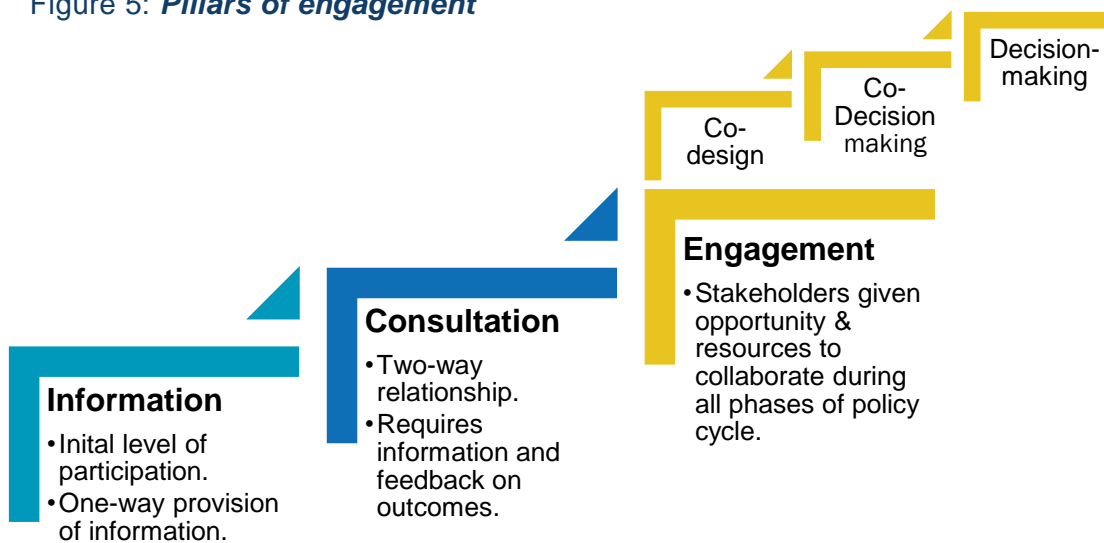 Figure 5: Pillars of engagement
Information
•Inital level of
participation.
•One-way provision
of information.
Consultation
•Two-way
relationship.
•Requires
information and
feedback on
outcomes.
Engagement
•Stakeholders given
opportunity &
resources to
collaborate during
all phases of policy
cycle.
Co-
design
Co-
Decision
making
Decision-
making